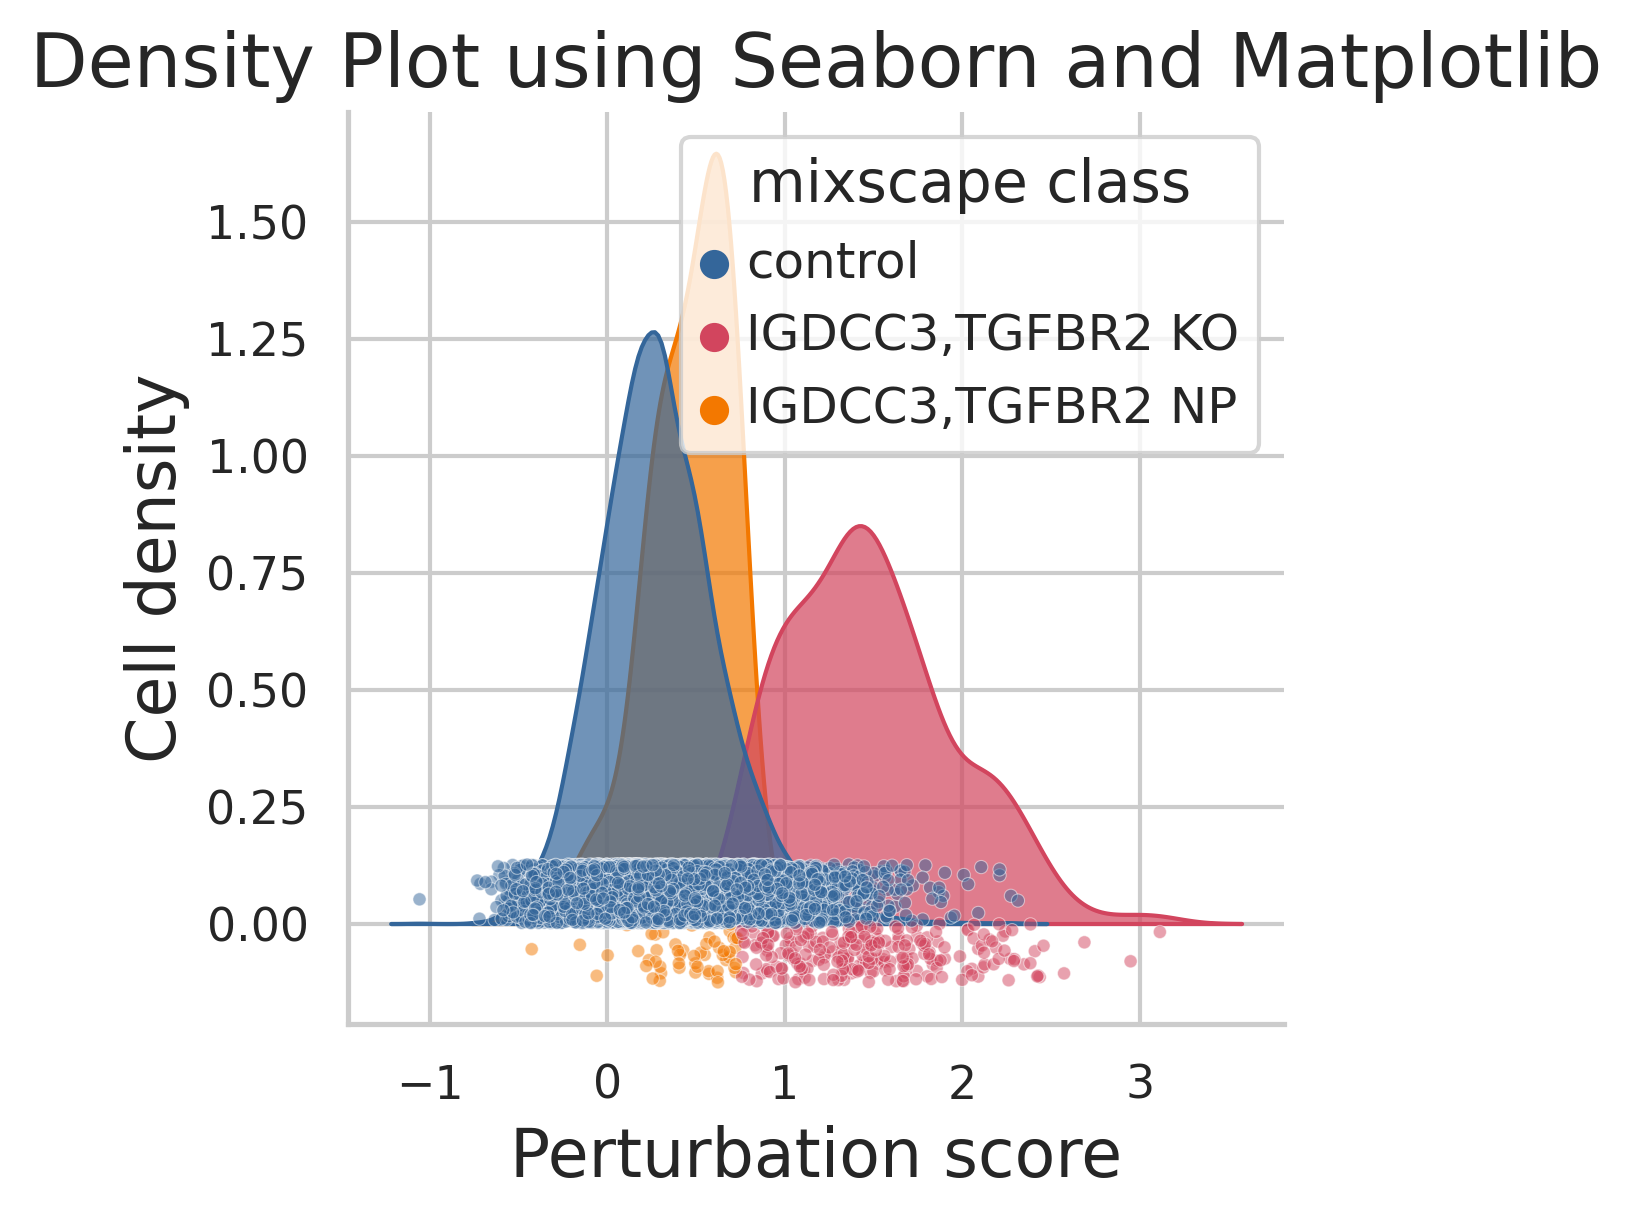 Density Plot using Seaborn and Matplotlib
mixscape class
control
IGDCC3,TGFBR2 KO
IGDCC3,TGFBR2 NP
Cell density
1.50
1.25
1.00
0.75
0.50
0.25
0.00
−1 0 1 2 3
Perturbation score